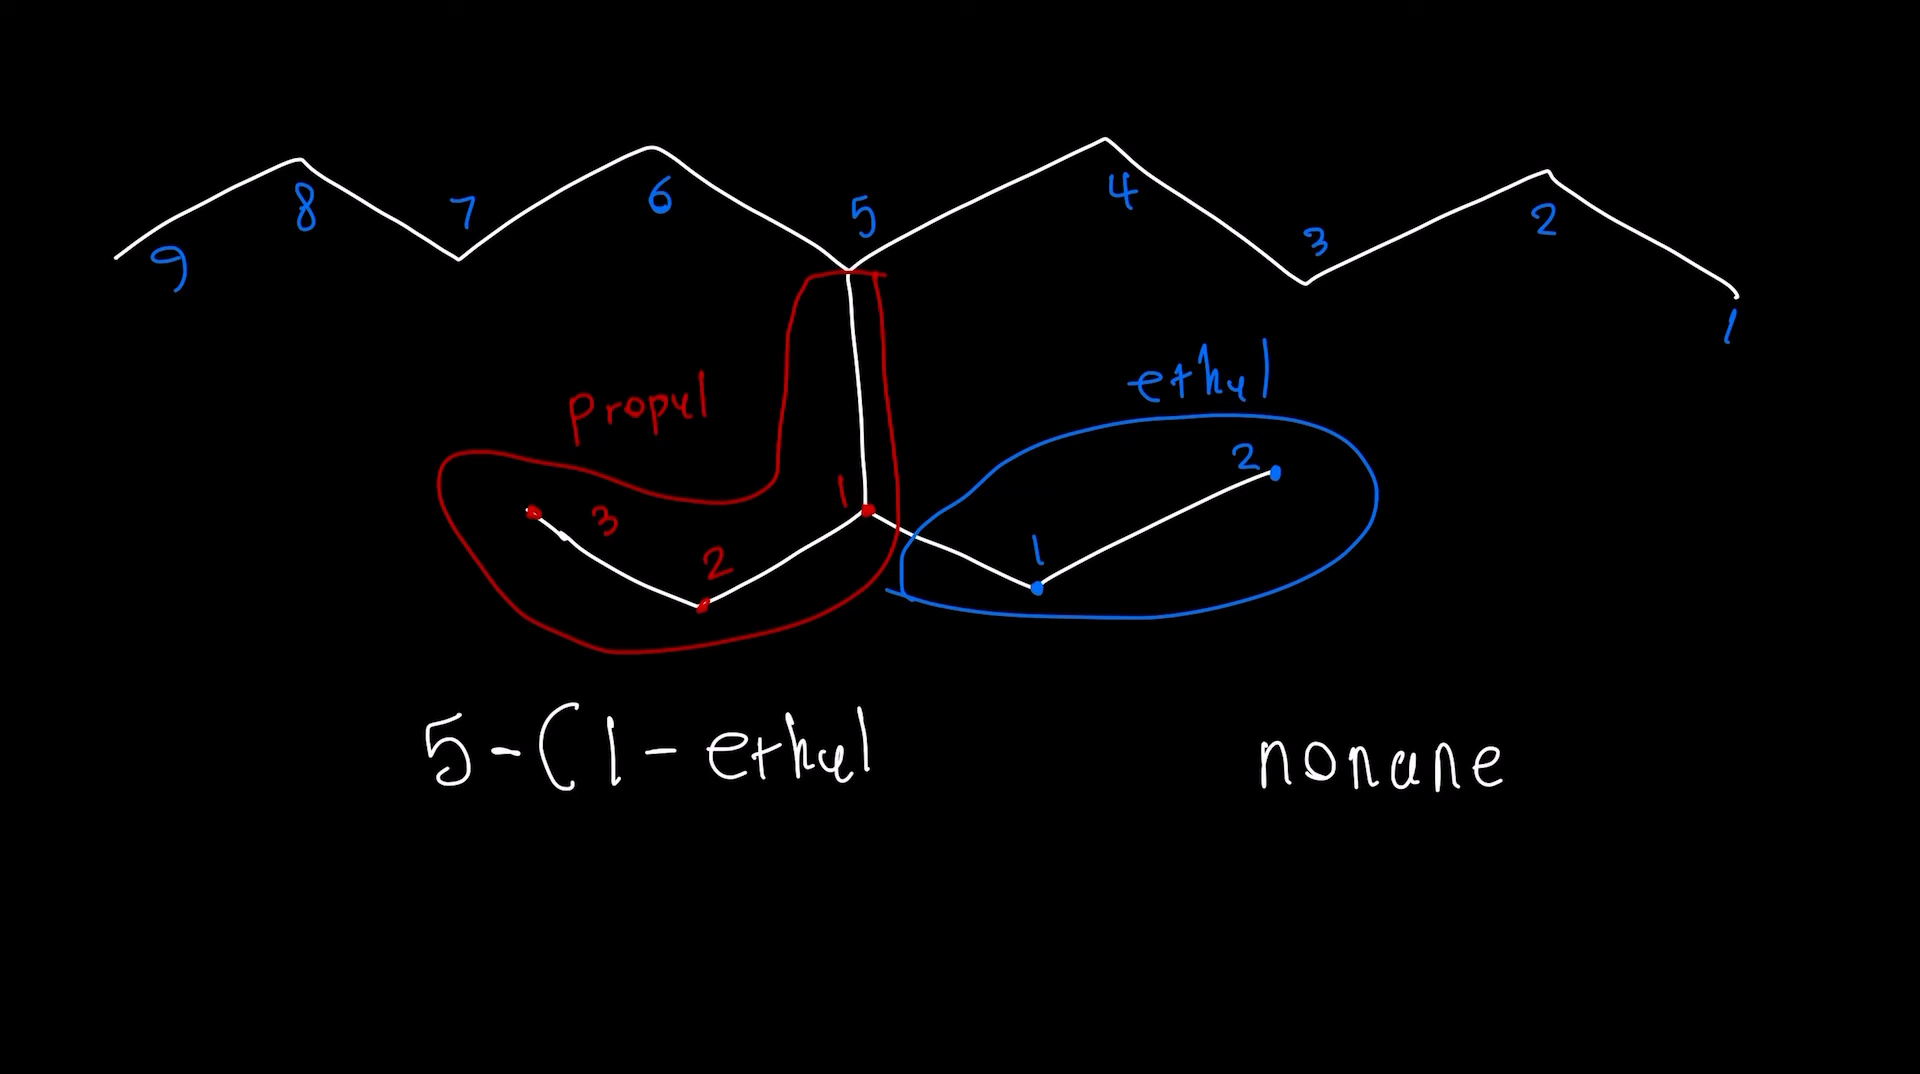 8 7 6 5 4 3 2
9 1
propyl ethyl
3 2 1 1 2
5-(1-ethyl nonane